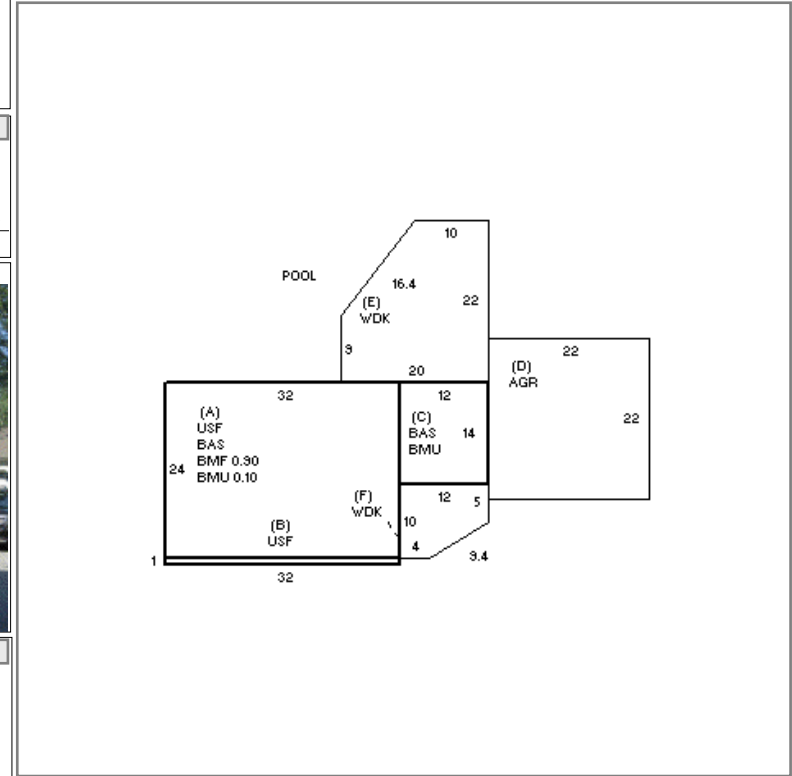 10
POOL
16.4
(E)
WDK
22
9
20
22
(D)
AGR
22
32
12
(A)
USF
BAS
BMF 0.90
BMU 0.10
24
(C)
BAS
BMU
14
(F)
WDK
12
5
10
(B)
USF
4
9.4
1
32